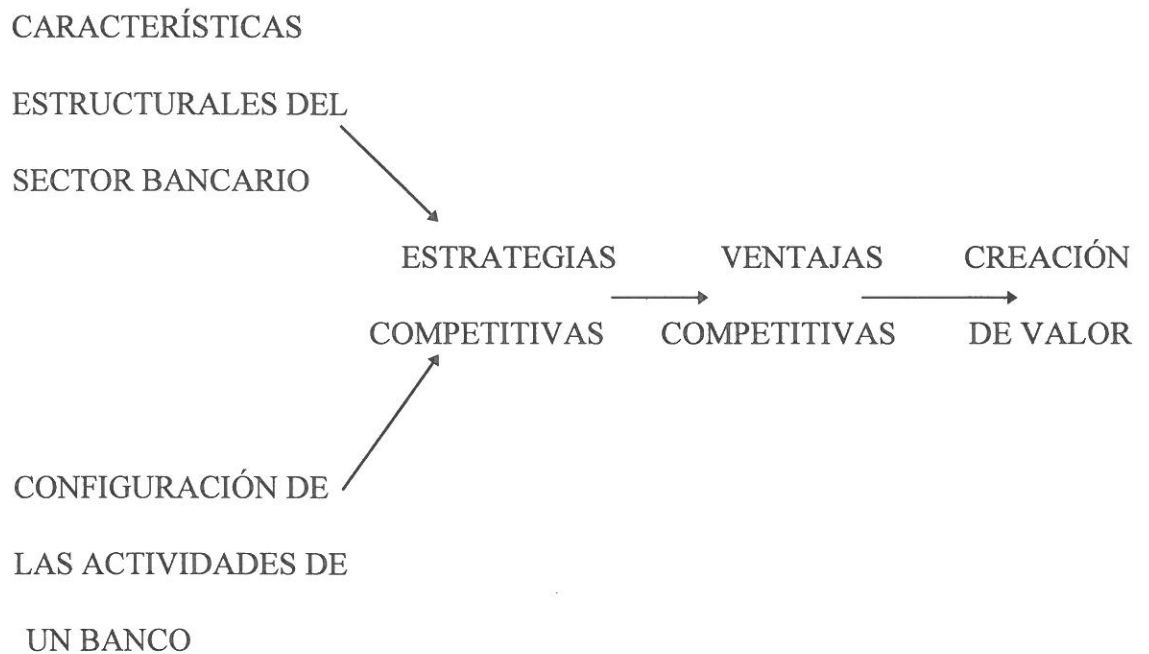 CARACTERÍSTICAS
ESTRUCTURALES DEL
SECTOR BANCARIO
ESTRATEGIAS
COMPETITIVAS
VENTAJAS
COMPETITIVAS
CREACIÓN
DE VALOR
CONFIGURACIÓN DE
LAS ACTIVIDADES DE
UN BANCO